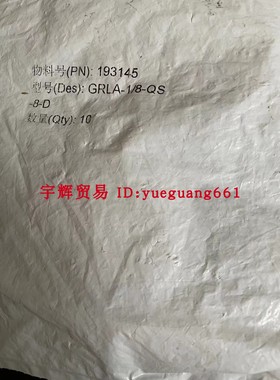 物料号(PN): 193145
型号(Des): GRLA-1/8-QS
-8-D
数量(Qty): 10
宇辉贸易 ID:yueguang661